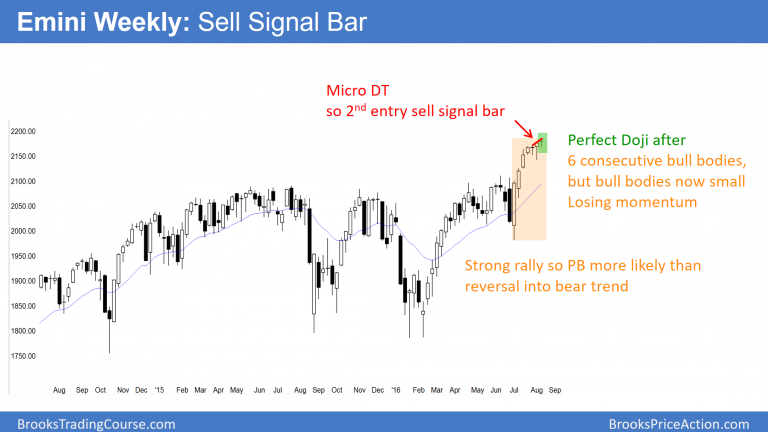 Emini Weekly: Sell Signal Bar
Micro DT
so 2nd entry sell signal bar
Perfect Doji after
6 consecutive bull bodies,
but bull bodies now small
Losing momentum
Strong rally so PB more likely than
reversal into bear trend
2200.00
2150.00
2100.00
2050.00
2000.00
1950.00
1900.00
1850.00
1800.00
1750.00
Aug Sep Oct Nov Dec '15 Feb Mar Apr May Jun Jul Aug Sep Oct Nov Dec '16 Feb Mar Apr May Jun Jul Aug Sep
BrooksTradingCourse.com
BrooksPriceAction.com